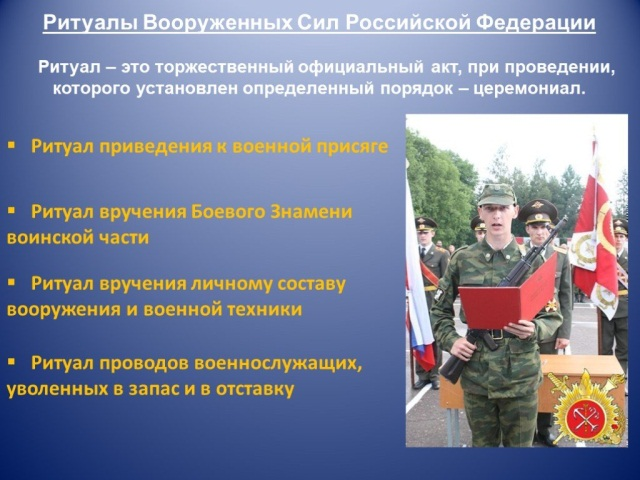 Ритуалы Вооруженных Сил Российской Федерации
Ритуал – это торжественный официальный акт, при проведении,
которого установлен определенный порядок – церемониал.
▪ Ритуал приведения к военной присяге
▪ Ритуал вручения Боевого Знамени
воинской части
▪ Ритуал вручения личному составу
вооружения и военной техники
▪ Ритуал проводов военнослужащих,
уволенных в запас и в отставку